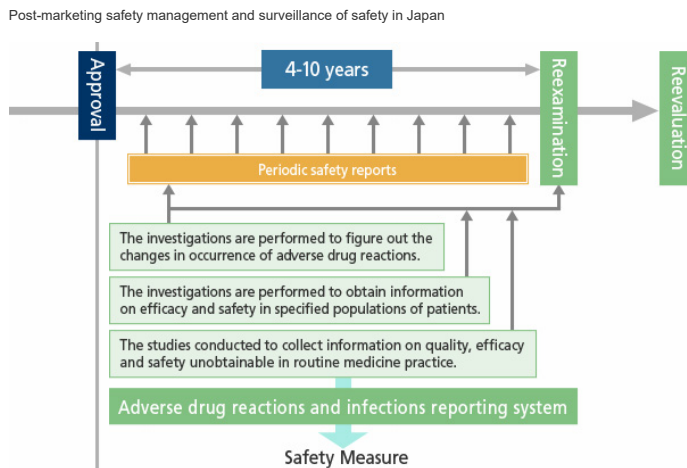 Post-marketing safety management and surveillance of safety in Japan
Approval
4-10 years
Reexamination
Reevaluation
Periodic safety reports
The investigations are performed to figure out the
changes in occurrence of adverse drug reactions.
The investigations are performed to obtain information
on efficacy and safety in specified populations of patients.
The studies conducted to collect information on quality, efficacy
and safety unobtainable in routine medicine practice.
Adverse drug reactions and infections reporting system
Safety Measure